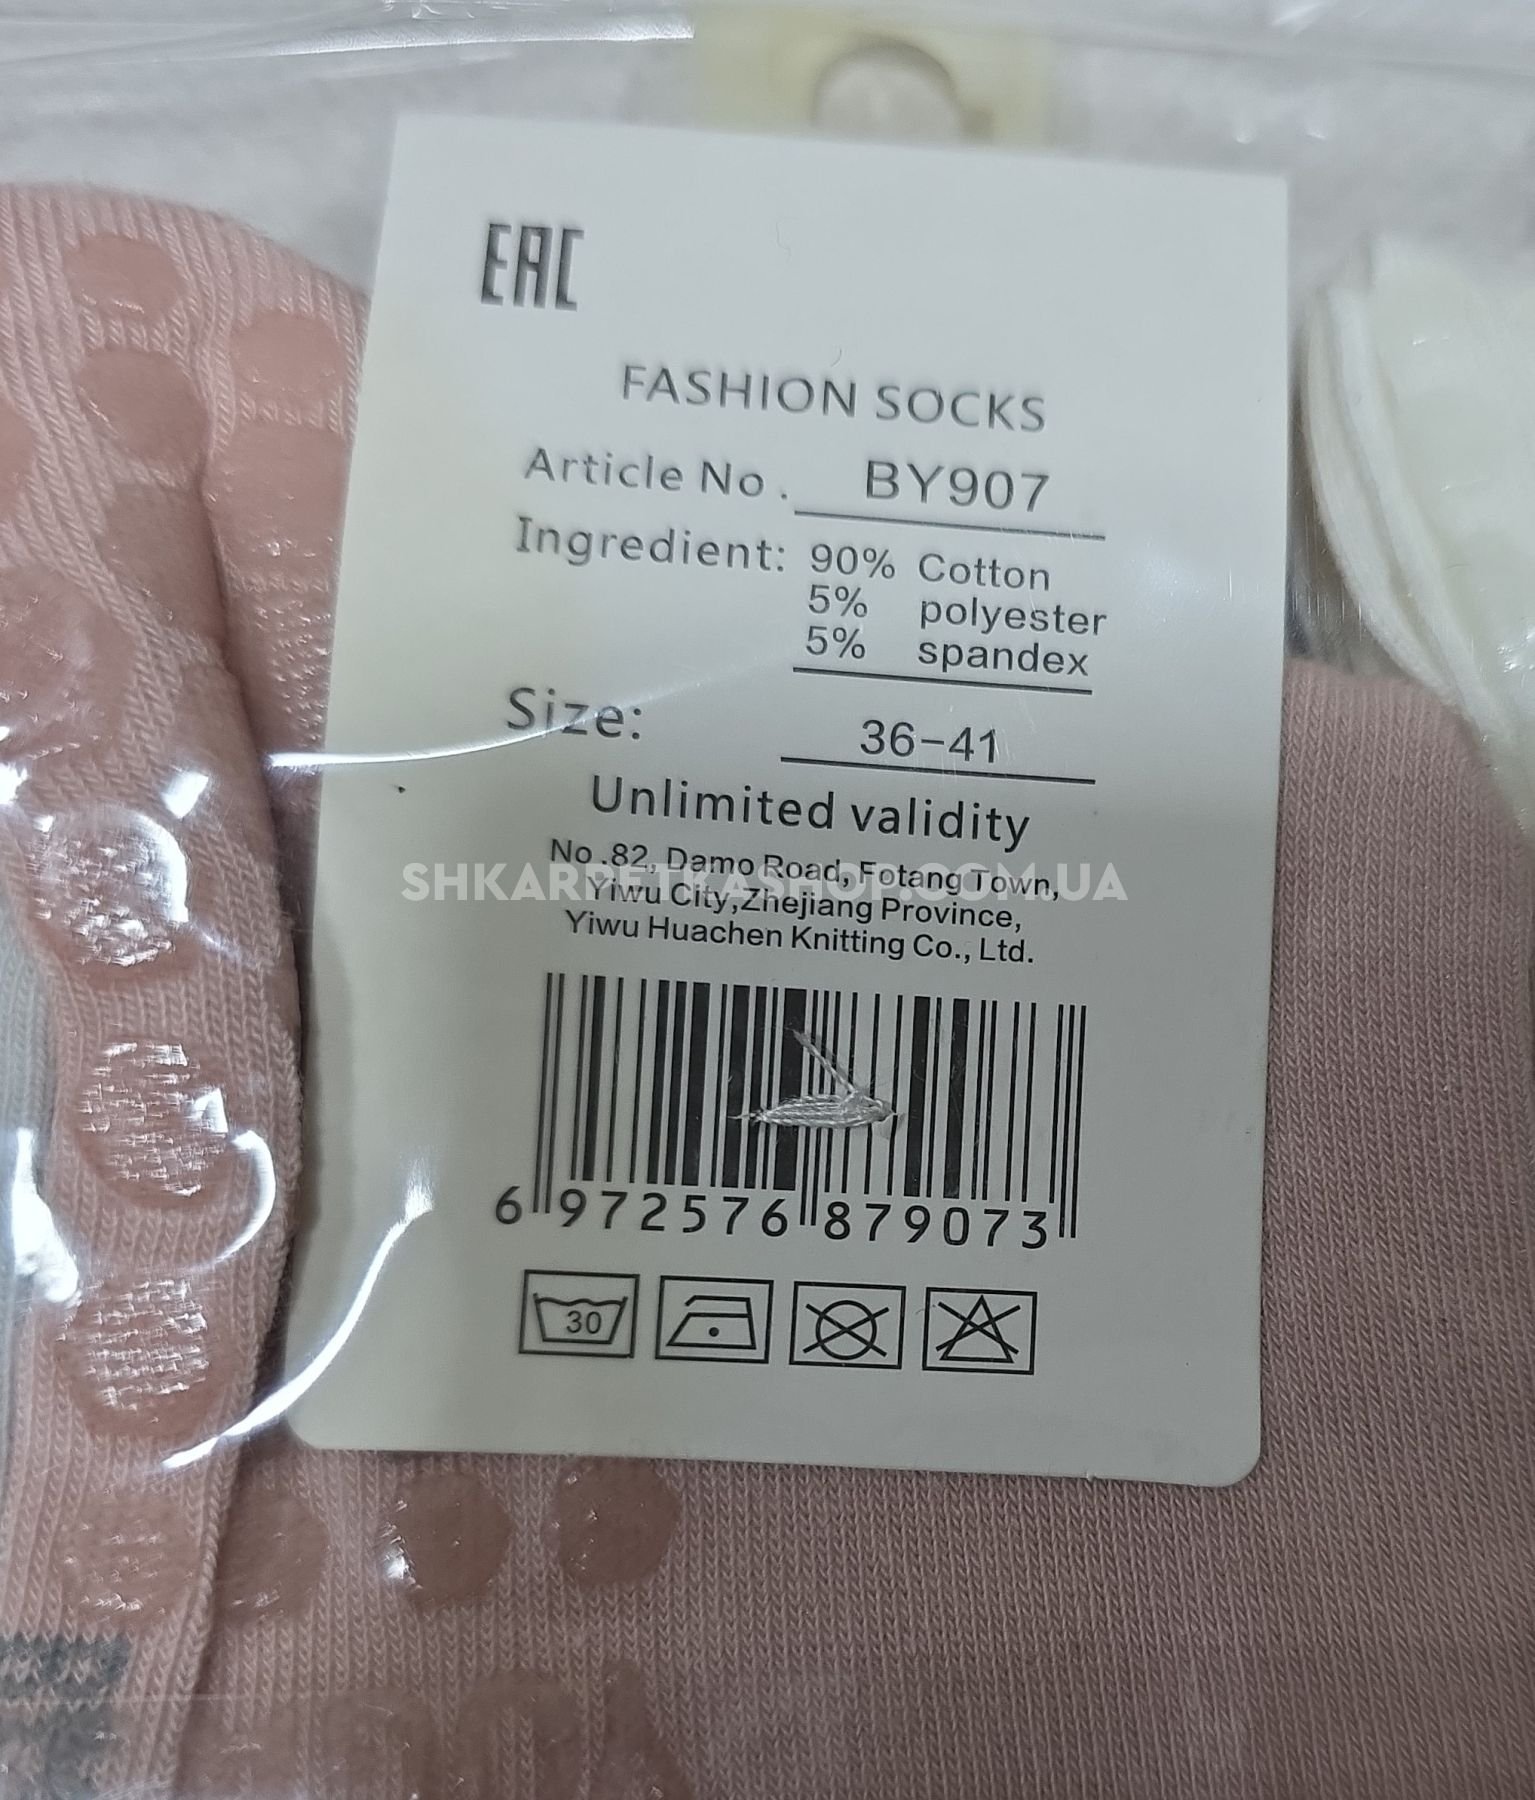 EAC
FASHION SOCKS
Article No. BY907
Ingredient: 90% Cotton
5% polyester
5% spandex
Size: 36-41
Unlimited validity
No.82, Damo Road, Fotang Town,
SHKARPETKASHOP.COM.UA
Yiwu City,Zhejiang Province,
Yiwu Huachen Knitting Co., Ltd.
6 972576 879073
30